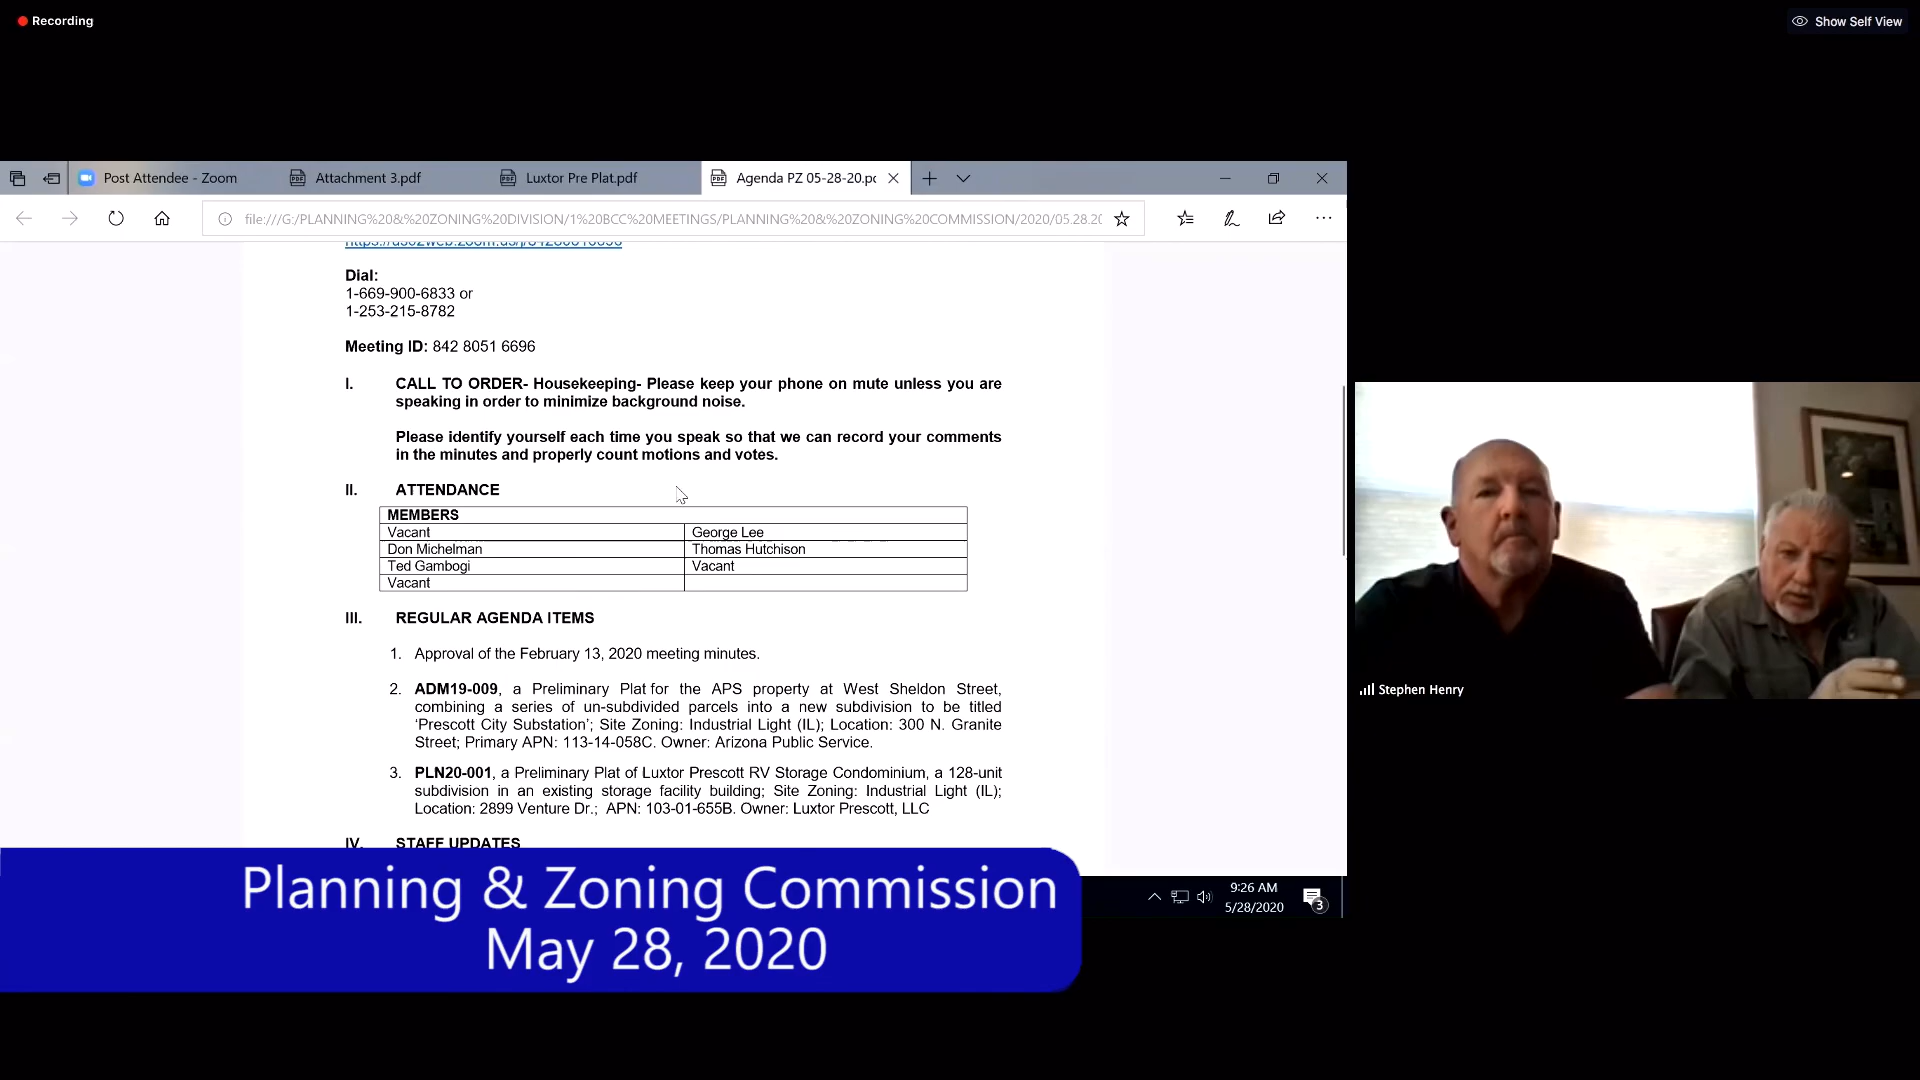 Recording
Show Self View
Post Attendee - Zoom
Attachment 3.pdf
Luxtor Pre Plat.pdf
Agenda PZ 05-28-20.pc
file:///G:/PLANNING%20&%20ZONING%20DIVISION/1%20BCC%20MEETINGS/PLANNING%20&%20ZONING%20COMMISSION/2020/05.28.20
Dial:
1-669-900-6833 or
1-253-215-8782
Meeting ID: 842 8051 6696
I. CALL TO ORDER- Housekeeping- Please keep your phone on mute unless you are
speaking in order to minimize background noise.
Please identify yourself each time you speak so that we can record your comments
in the minutes and properly count motions and votes.
II. ATTENDANCE
MEMBERS
Vacant George Lee
Don Michelman Thomas Hutchison
Ted Gambogi Vacant
Vacant
III. REGULAR AGENDA ITEMS
1. Approval of the February 13, 2020 meeting minutes.
2. ADM19-009, a Preliminary Plat for the APS property at West Sheldon Street,
combining a series of un-subdivided parcels into a new subdivision to be titled
‘Prescott City Substation’; Site Zoning: Industrial Light (IL); Location: 300 N. Granite
Street; Primary APN: 113-14-058C. Owner: Arizona Public Service.
3. PLN20-001, a Preliminary Plat of Luxtor Prescott RV Storage Condominium, a 128-unit
subdivision in an existing storage facility building; Site Zoning: Industrial Light (IL);
Location: 2899 Venture Dr.; APN: 103-01-655B. Owner: Luxtor Prescott, LLC
IV. STAFF UPDATES
Stephen Henry
9:26 AM
5/28/2020
3
Planning & Zoning Commission
May 28, 2020